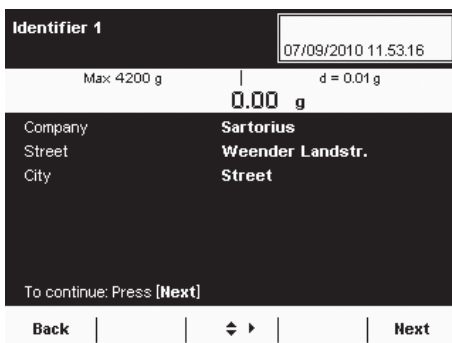 Identifier 1
07/09/2010 11.53.16
Max 4200 g d = 0.01 g
0.00 g
Company Sartorius
Street Weender Landstr.
City Street
To continue: Press [Next]
Back Next